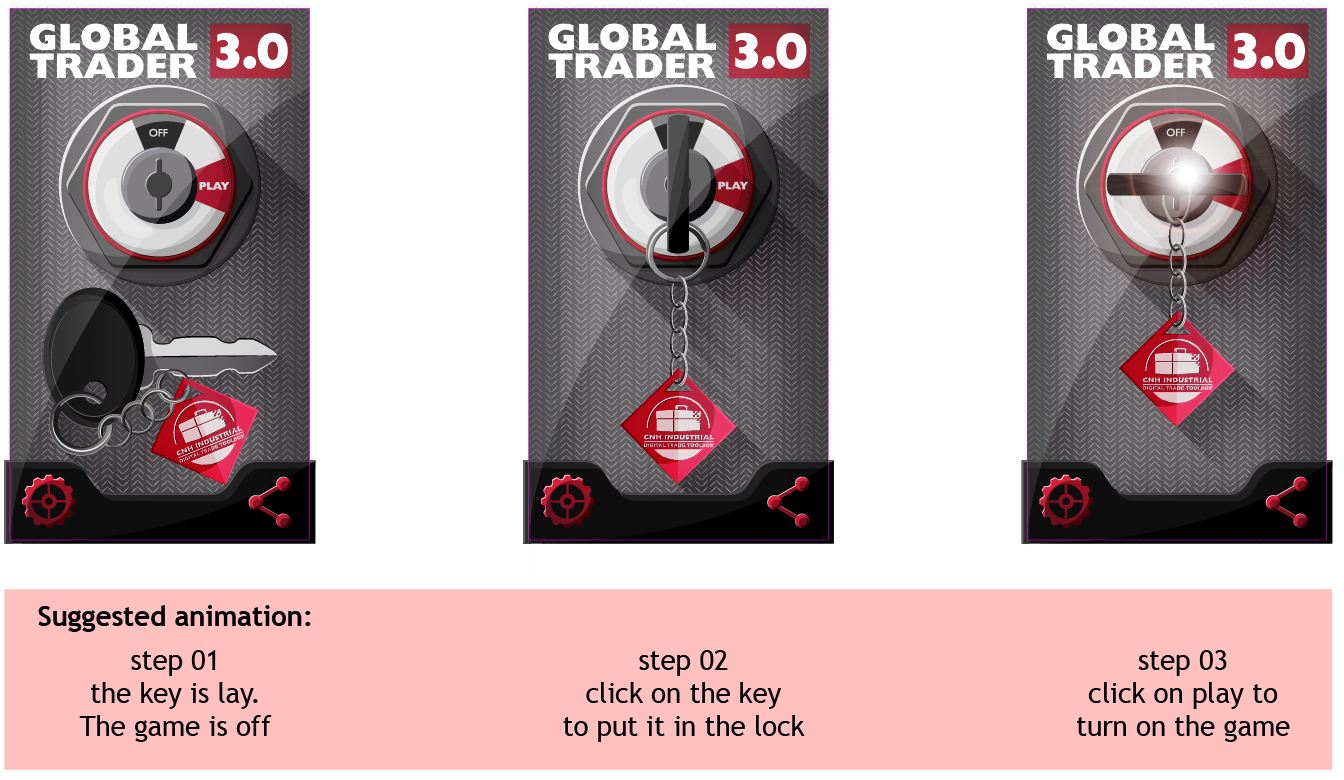 GLOBAL
TRADER 3.0
OFF
PLAY
CNH INDUSTRIAL
DIGITAL TRADE TOOLBOX
GLOBAL
TRADER 3.0
PLAY
CNH INDUSTRIAL
DIGITAL TRADE TOOLBOX
GLOBAL
TRADER 3.0
OFF
CNH INDUSTRIAL
DIGITAL TRADE TOOLBOX
Suggested animation:
step 01
the key is lay.
The game is off
step 02
click on the key
to put it in the lock
step 03
click on play to
turn on the game